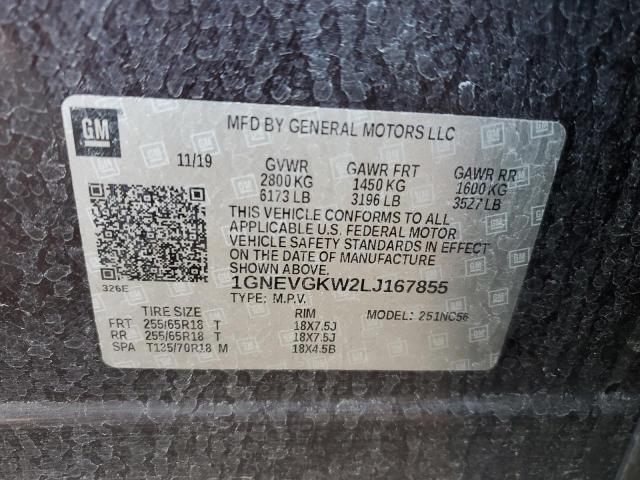 GM
MFD BY GENERAL MOTORS LLC
11/19 GVWR GAWR FRT GAWR RR
2800 KG 1450 KG 1600 KG
6173 LB 3196 LB 3527 LB
THIS VEHICLE CONFORMS TO ALL
APPLICABLE U.S. FEDERAL MOTOR
VEHICLE SAFETY STANDARDS IN EFFECT
ON THE DATE OF MANUFACTURE
SHOWN ABOVE.
1GNEVGKW2LJ167855
326E TYPE: M.P.V. MODEL: 251NC56
TIRE SIZE RIM
FRT 255/65R18 T 18X7.5J
RR 255/65R18 T 18X7.5J
SPA T135/70R18 M 18X4.5B